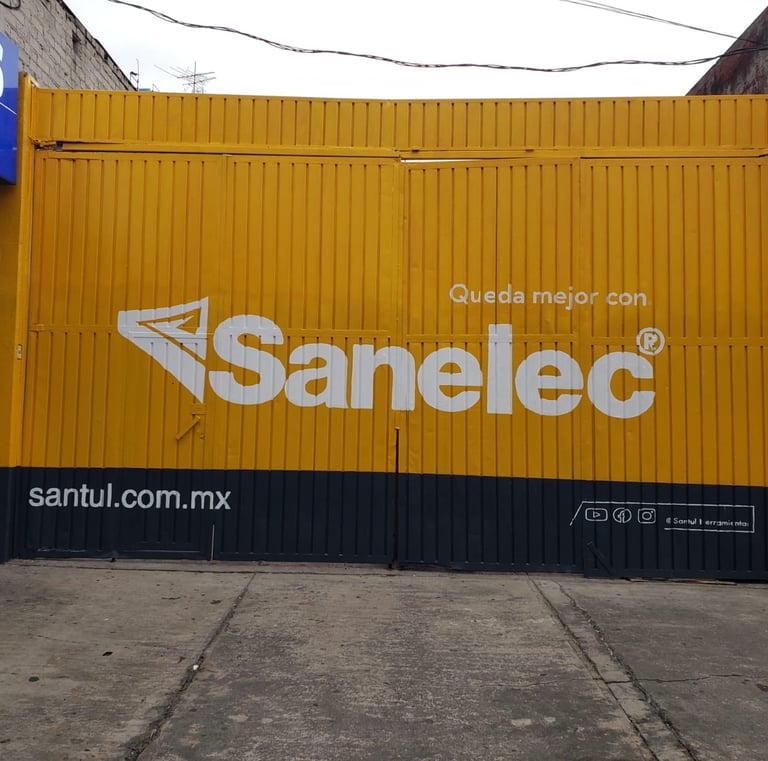 Queda mejor con
Sanelec®
santul.com.mx
@Santul Herramientas